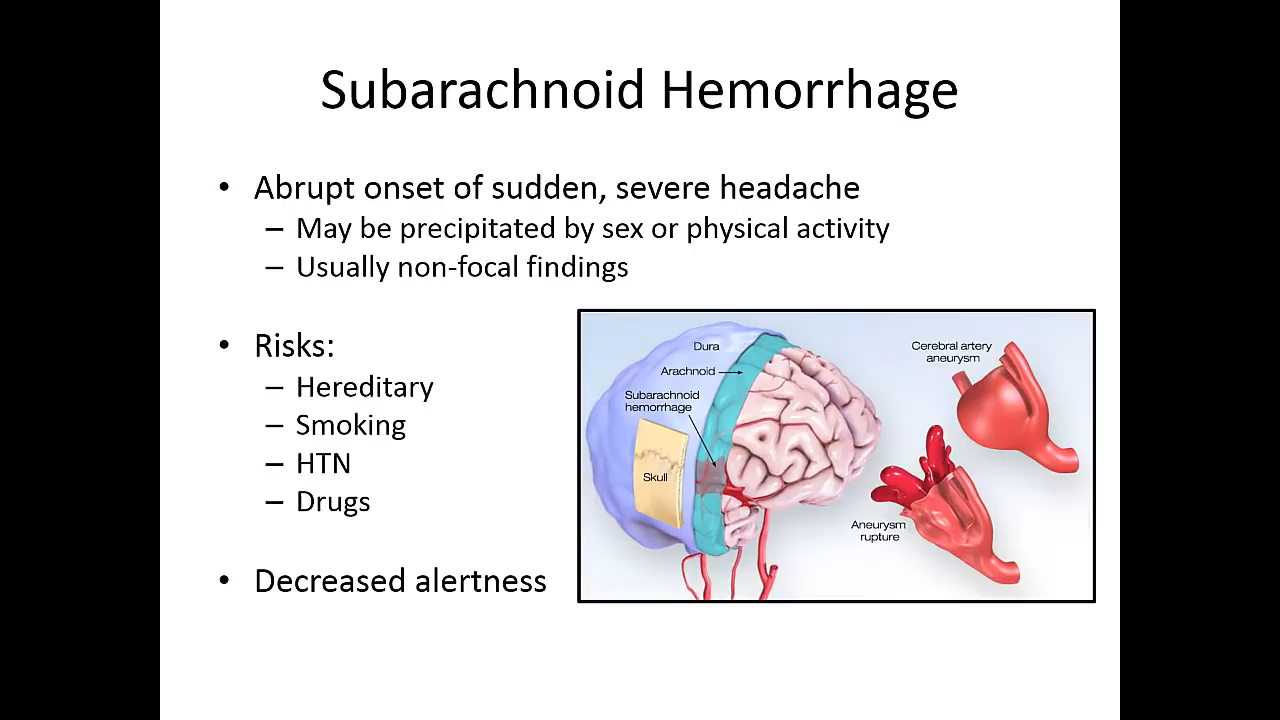 Subarachnoid Hemorrhage
• Abrupt onset of sudden, severe headache
– May be precipitated by sex or physical activity
– Usually non-focal findings
• Risks:
– Hereditary
– Smoking
– HTN
– Drugs
• Decreased alertness
Dura
Arachnoid
Subarachnoid
hemorrhage
Skull
Cerebral artery
aneurysm
Aneurysm
rupture